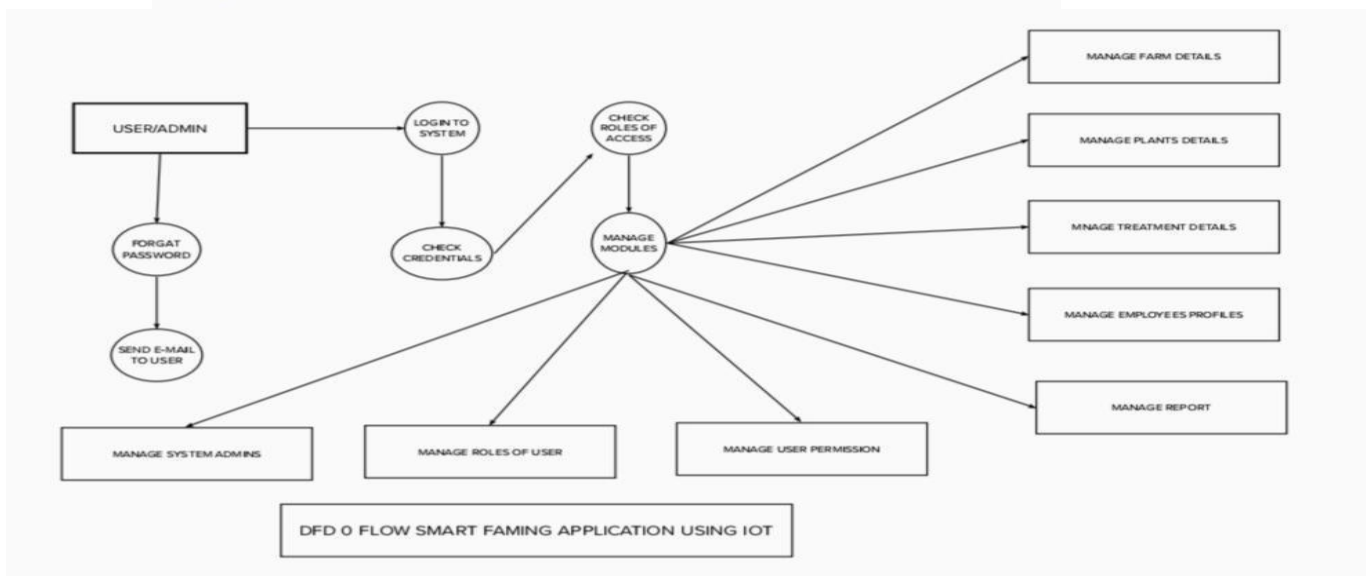 MANAGE FARM DETAILS
USER/ADMIN
LOGIN TO
SYSTEM
CHECK
ROLES OF
ACCESS
MANAGE PLANTS DETAILS
FORGAT
PASSWORD
CHECK
CREDENTIALS
MANAGE
MODULES
MNAGE TREATMENT DETAILS
MANAGE EMPLOYEES PROFILES
SEND E-MAIL
TO USER
MANAGE REPORT
MANAGE SYSTEM ADMINS
MANAGE ROLES OF USER
MANAGE USER PERMISSION
DFD 0 FLOW SMART FAMING APPLICATION USING IOT